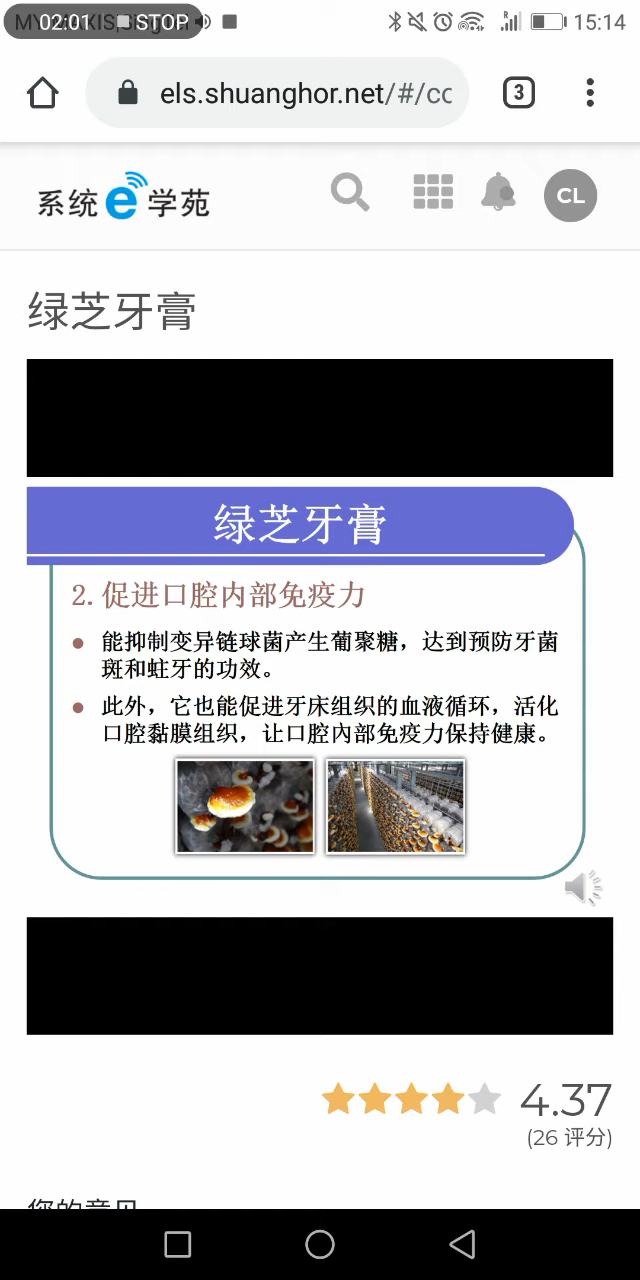 02:01 STOP
15:14
els.shuanghor.net/#/cc
3
系统e学苑
CL
绿芝牙膏
绿芝牙膏
2. 促进口腔内部免疫力
能抑制变异链球菌产生葡聚糖，达到预防牙菌
斑和蛀牙的功效。
此外，它也能促进牙床组织的血液循环，活化
口腔黏膜组织，让口腔内部免疫力保持健康。
4.37
(26 评分)
您的意见